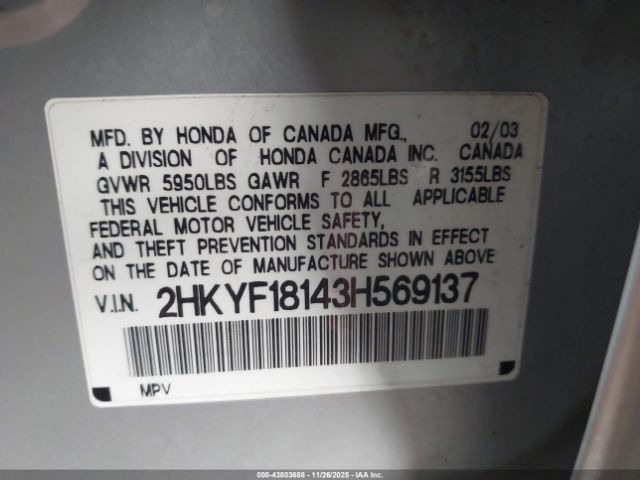 MFD. BY HONDA OF CANADA MFG., 02/03
A DIVISION OF HONDA CANADA INC. CANADA
GVWR 5950LBS GAWR F 2865LBS R 3155LBS
THIS VEHICLE CONFORMS TO ALL APPLICABLE
FEDERAL MOTOR VEHICLE SAFETY,
AND THEFT PREVENTION STANDARDS IN EFFECT
ON THE DATE OF MANUFACTURE SHOWN ABOVE
V.I.N. 2HKYF18143H569137
MPV
000-43803688 - 11/26/2025 - IAAI.COM